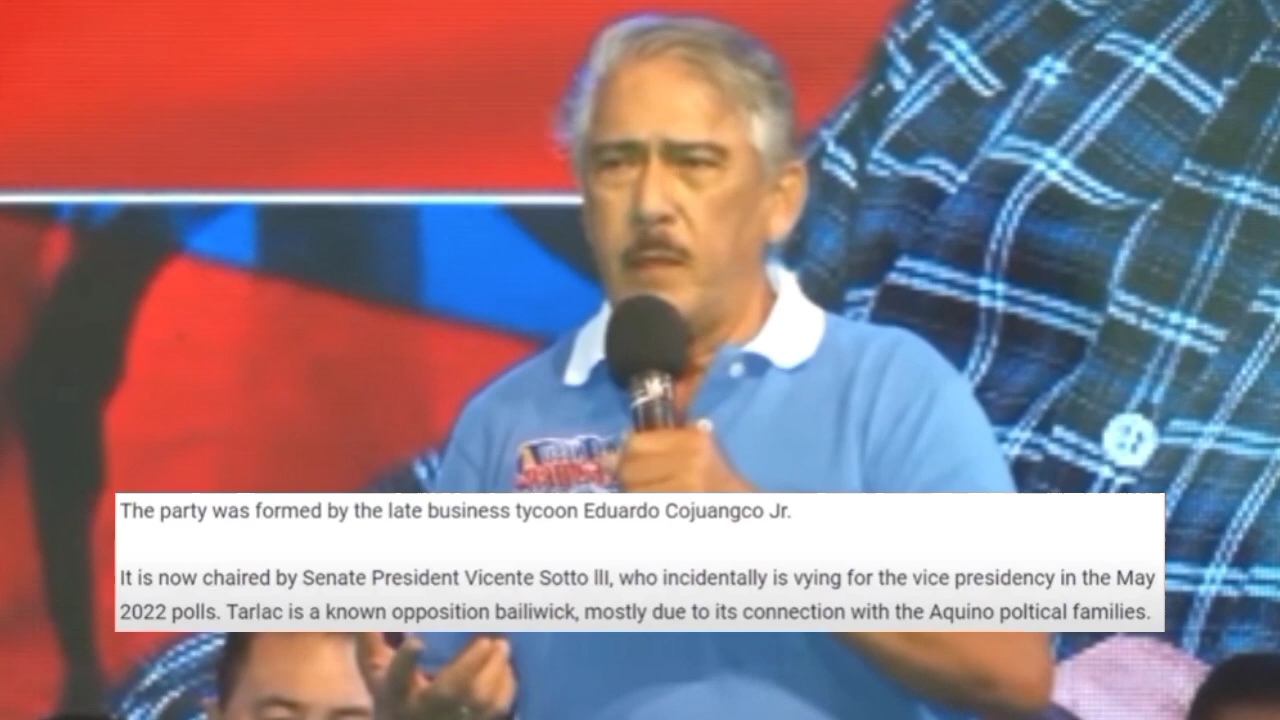 The party was formed by the late business tycoon Eduardo Cojuangco Jr.
It is now chaired by Senate President Vicente Sotto lll, who incidentally is vying for the vice presidency in the May
2022 polls. Tarlac is a known opposition bailiwick, mostly due to its connection with the Aquino poltical families.